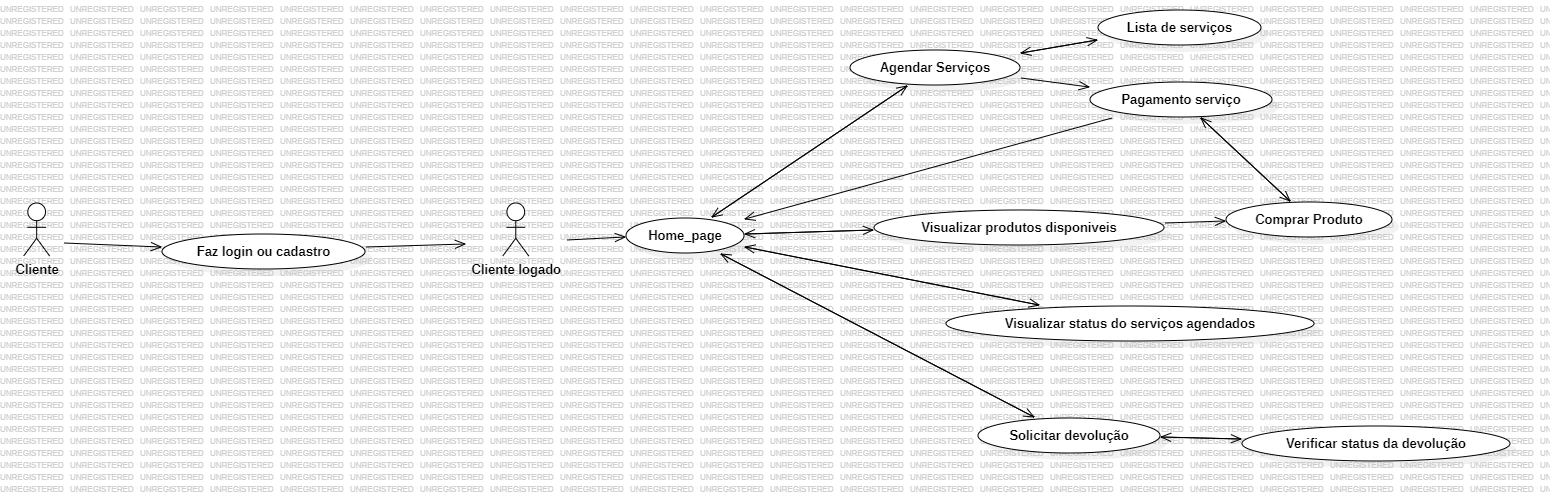 Lista de serviços
Agendar Serviços
Pagamento serviço
Comprar Produto
Visualizar produtos disponiveis
Home_page
Faz login ou cadastro
Cliente
Cliente logado
Visualizar status do serviços agendados
Solicitar devolução
Verificar status da devolução
UNREGISTERED